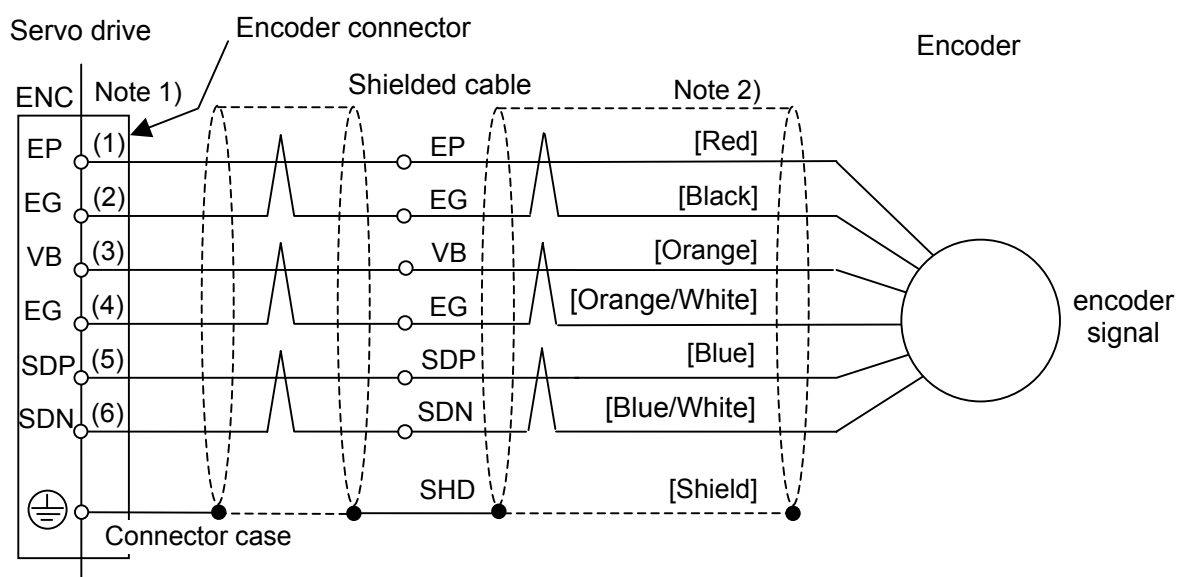 Servo drive
Encoder connector
Encoder
ENC
Note 1)
Shielded cable
Note 2)
EP
(1)
EP
[Red]
EG
(2)
EG
[Black]
VB
(3)
VB
[Orange]
EG
(4)
EG
[Orange/White]
encoder
signal
SDP
(5)
SDP
[Blue]
SDN
(6)
SDN
[Blue/White]
SHD
[Shield]
Connector case